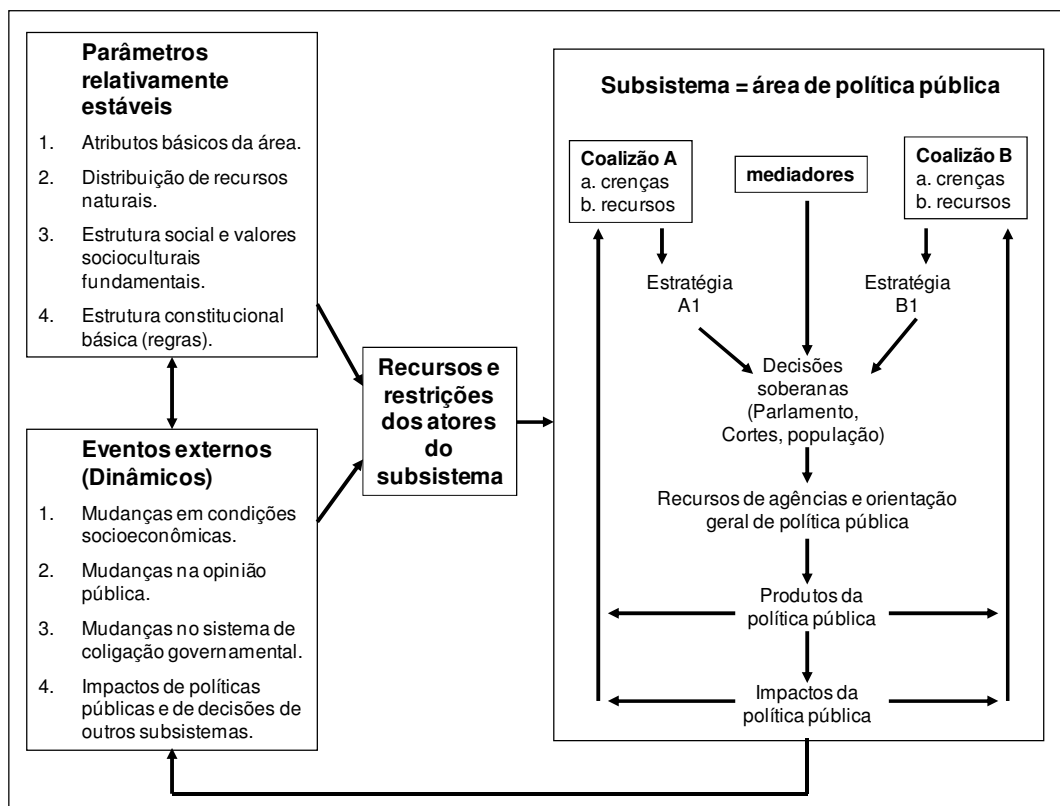 Parâmetros
relativamente
estáveis
1. Atributos básicos da área.
2. Distribuição de recursos
naturais.
3. Estrutura social e valores
socioculturais
fundamentais.
4. Estrutura constitucional
básica (regras).
Eventos externos
(Dinâmicos)
1. Mudanças em condições
socioeconômicas.
2. Mudanças na opinião
pública.
3. Mudanças no sistema de
coligação governamental.
4. Impactos de políticas
públicas e de decisões de
outros subsistemas.
Recursos e
restrições
dos atores
do
subsistema
Subsistema = área de política pública
Coalizão A
a. crenças
b. recursos
mediadores
Coalizão B
a. crenças
b. recursos
Estratégia
A1
Estratégia
B1
Decisões
soberanas
(Parlamento,
Cortes, população)
Recursos de agências e orientação
geral de política pública
Produtos da
política pública
Impactos da
política pública